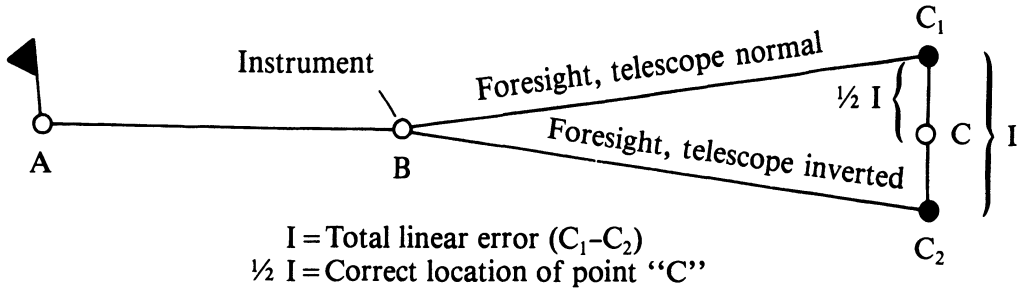 C₁
Instrument
Foresight, telescope normal
½ I
A
B
C
I
Foresight, telescope inverted
C₂
I = Total linear error (C₁–C₂)
½ I = Correct location of point “C”